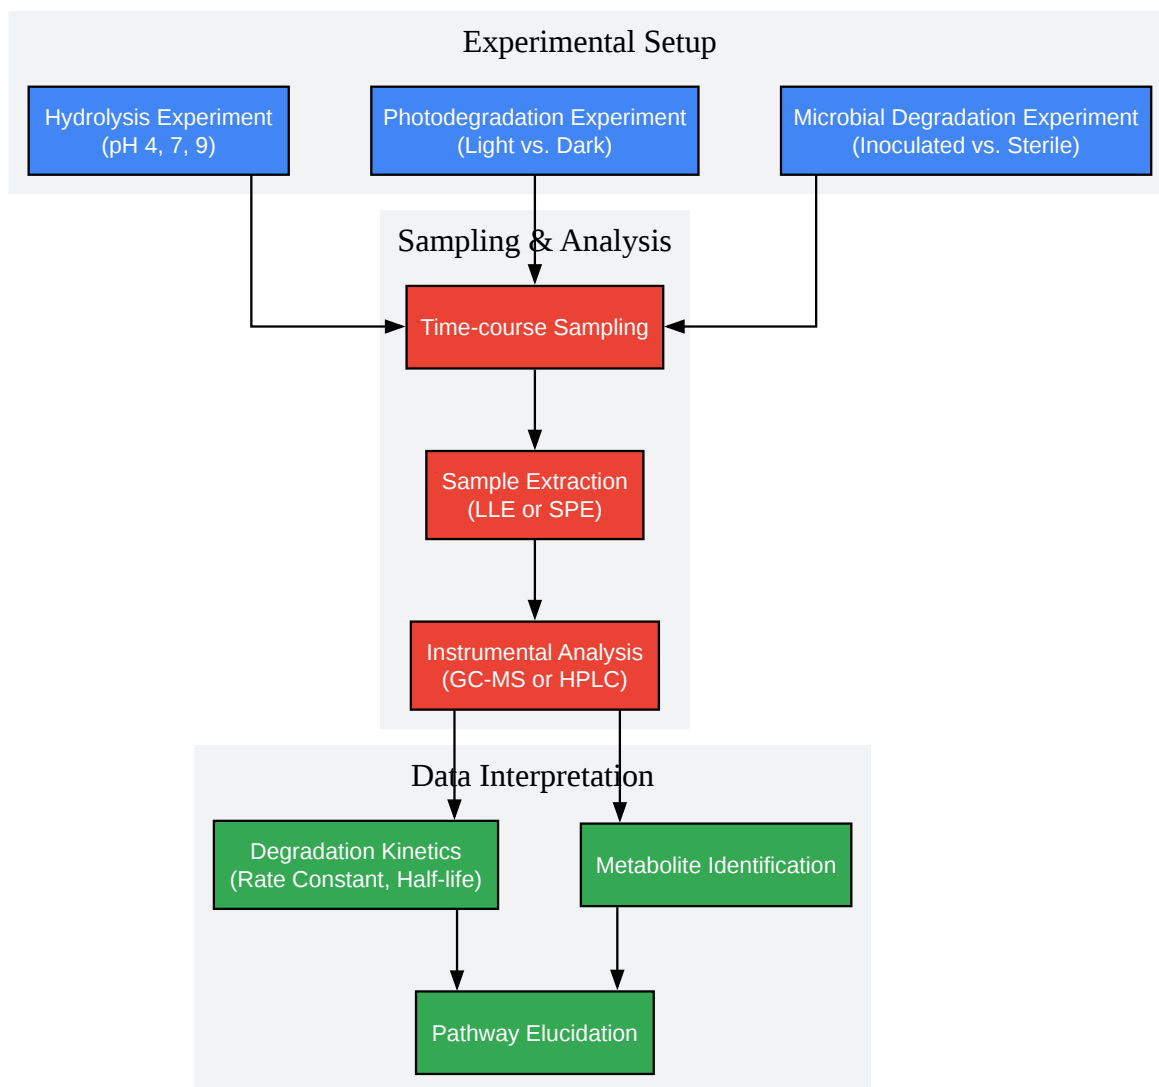 Experimental Setup
Hydrolysis Experiment
(pH 4, 7, 9)
Photodegradation Experiment
(Light vs. Dark)
Microbial Degradation Experiment
(Inoculated vs. Sterile)
Sampling & Analysis
Time-course Sampling
Sample Extraction
(LLE or SPE)
Instrumental Analysis
(GC-MS or HPLC)
Data Interpretation
Degradation Kinetics
(Rate Constant, Half-life)
Metabolite Identification
Pathway Elucidation